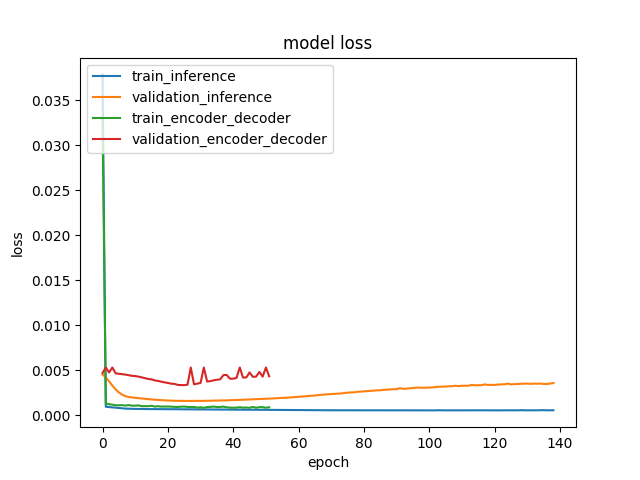 model loss
train_inference
validation_inference
train_encoder_decoder
validation_encoder_decoder
loss
0.035
0.030
0.025
0.020
0.015
0.010
0.005
0.000
0 20 40 60 80 100 120 140
epoch